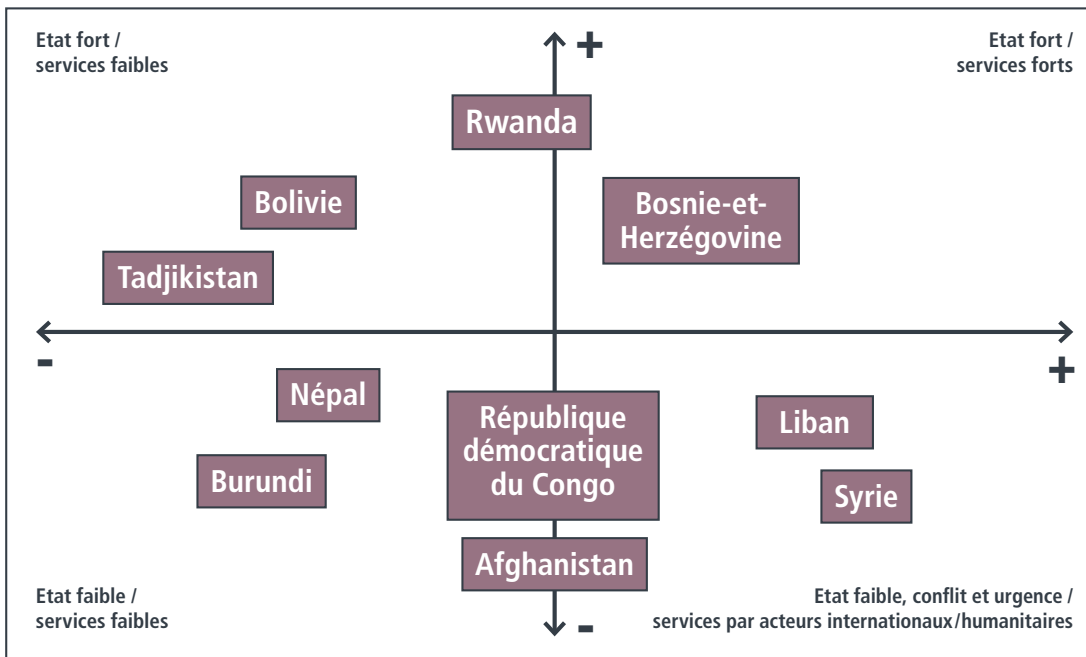 Etat fort /
services faibles
+
Etat fort /
services forts
Rwanda
Bolivie
Bosnie-et-
Herzégovine
Tadjikistan
-
+
Népal
République
démocratique
du Congo
Liban
Burundi
Syrie
Afghanistan
Etat faible /
services faibles
-
Etat faible, conflit et urgence /
services par acteurs internationaux/humanitaires